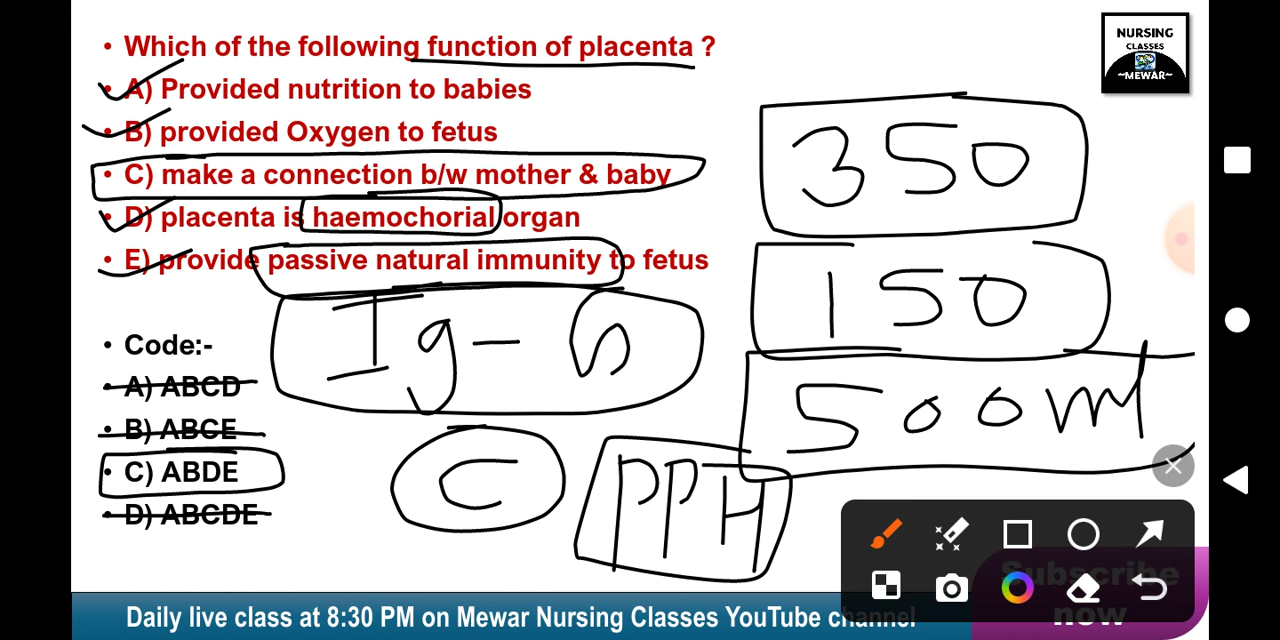 • Which of the following function of placenta ?
• A) Provided nutrition to babies
• B) provided Oxygen to fetus
• C) make a connection b/w mother & baby
• D) placenta is haemochorial organ
• E) provide passive natural immunity to fetus
• Code:-
• A) ABCD
• B) ABCE
• C) ABDE
• D) ABCDE
NURSING
CLASSES
~MEWAR~
350
150
500ml
Ig-G
C
PPH
Subscribe
now
Daily live class at 8:30 PM on Mewar Nursing Classes YouTube channel